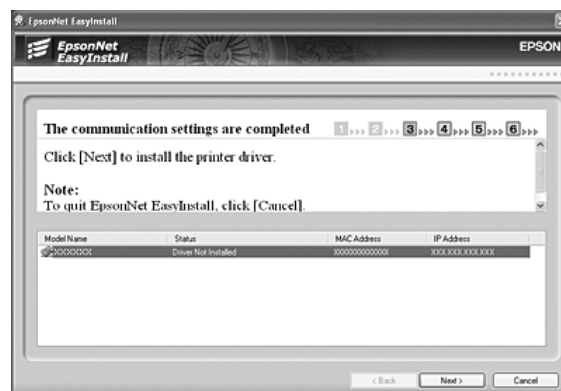 EpsonNet EasyInstall
EpsonNet
EasyInstall
EPSON
The communication settings are completed
1 >>> 2 >>> 3 >>> 4 >>> 5 >>> 6 >>>
Click [Next] to install the printer driver.
Note:
To quit EpsonNet EasyInstall, click [Cancel].
Model Name Status MAC Address IP Address
XXXXXXX Driver Not Installed XXXXXXXXXXXX XXX.XXX.XXX.XXX
< Back Next > Cancel